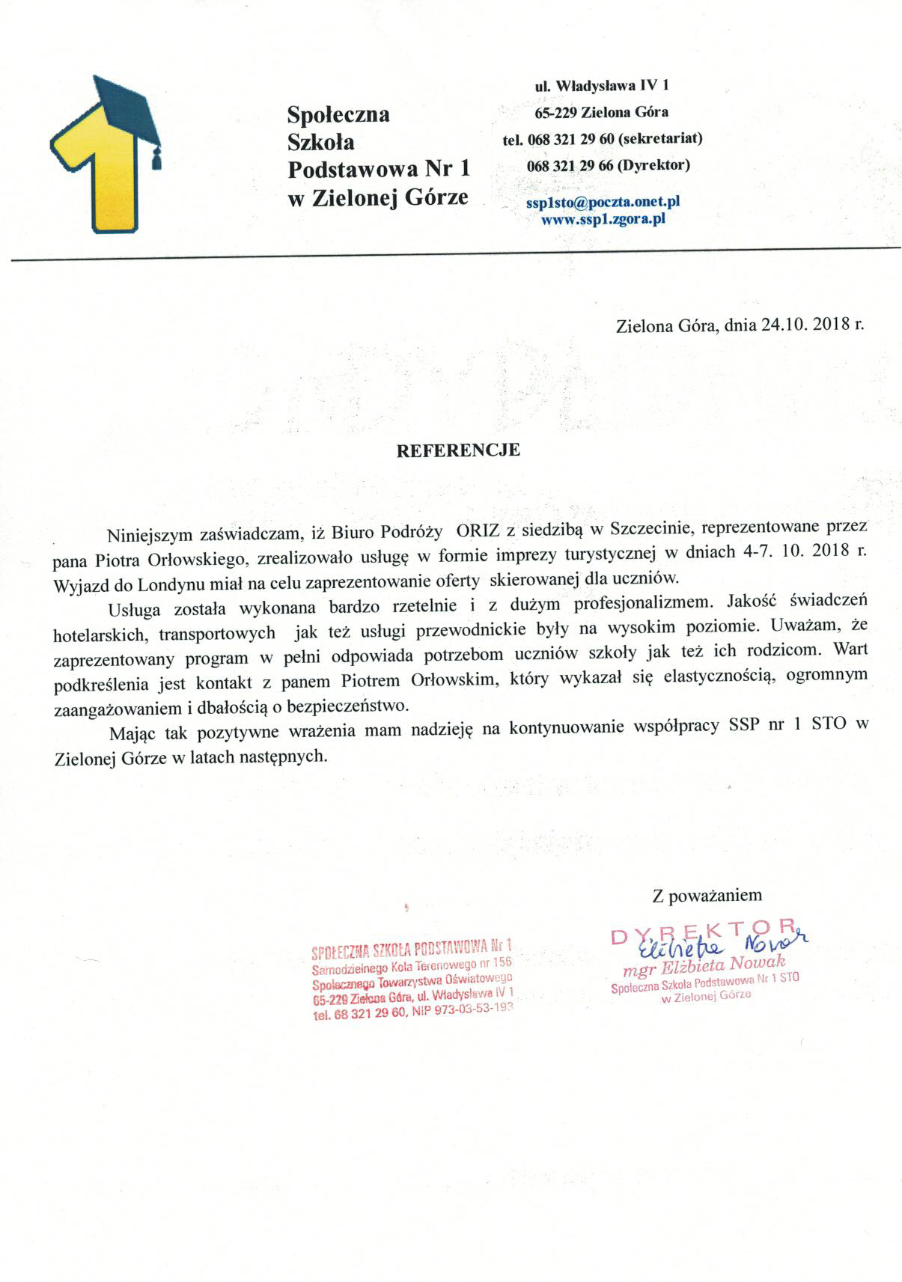 1
Społeczna
Szkoła
Podstawowa Nr 1
w Zielonej Górze
ul. Władysława IV 1
65-229 Zielona Góra
tel. 068 321 29 60 (sekretariat)
068 321 29 66 (Dyrektor)
ssp1sto@poczta.onet.pl
www.ssp1.zgora.pl
Zielona Góra, dnia 24.10. 2018 r.
REFERENCJE
Niniejszym zaświadczam, iż Biuro Podróży ORIZ z siedzibą w Szczecinie, reprezentowane przez
pana Piotra Orłowskiego, zrealizowało usługę w formie imprezy turystycznej w dniach 4-7. 10. 2018 r.
Wyjazd do Londynu miał na celu zaprezentowanie oferty skierowanej dla uczniów.
Usługa została wykonana bardzo rzetelnie i z dużym profesjonalizmem. Jakość świadczeń
hotelarskich, transportowych jak też usługi przewodnickie były na wysokim poziomie. Uważam, że
zaprezentowany program w pełni odpowiada potrzebom uczniów szkoły jak też ich rodzicom. Wart
podkreślenia jest kontakt z panem Piotrem Orłowskim, który wykazał się elastycznością, ogromnym
zaangażowaniem i dbałością o bezpieczeństwo.
Mając tak pozytywne wrażenia mam nadzieję na kontynuowanie współpracy SSP nr 1 STO w
Zielonej Górze w latach następnych.
Z poważaniem
SPOŁECZNA SZKOŁA PODSTAWOWA Nr 1
Samodzielnego Koła Terenowego nr 156
Społecznego Towarzystwa Oświatowego
65-229 Zielona Góra, ul. Władysława IV 1
tel. 68 321 29 60, NIP 973-03-53-193
DYREKTOR
Elżbieta Nowak
mgr Elżbieta Nowak
Społeczna Szkoła Podstawowa Nr 1 STO
w Zielonej Górze